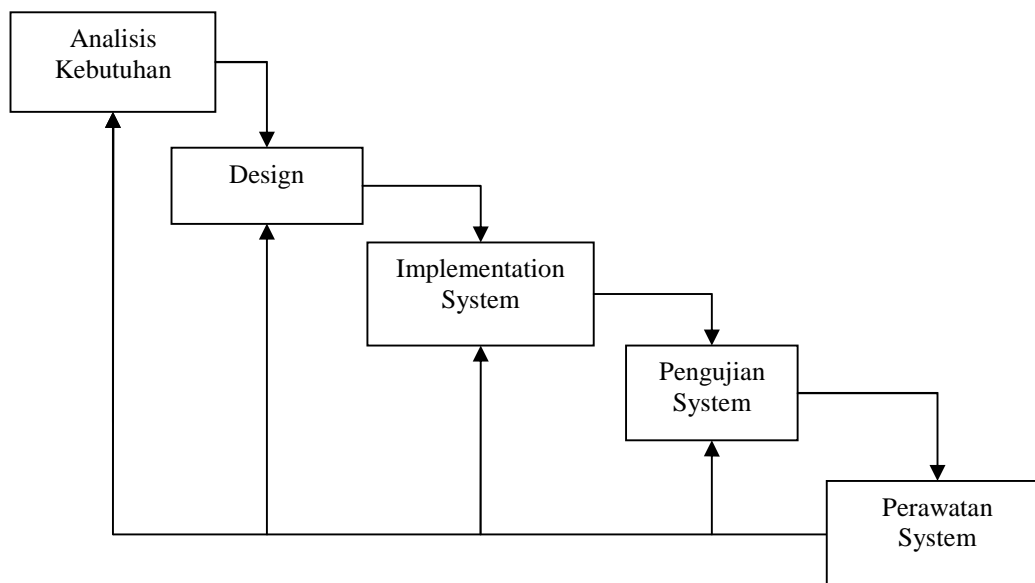 Analisis
Kebutuhan
Design
Implementation
System
Pengujian
System
Perawatan
System